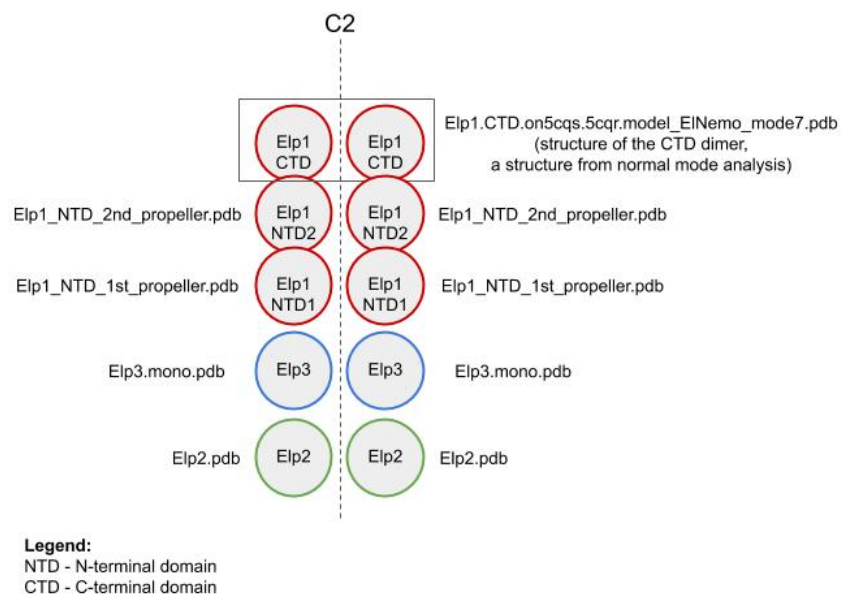 C2
Elp1
CTD
Elp1
CTD
Elp1.CTD.on5cqs.5cqr.model_ElNemo_mode7.pdb
(structure of the CTD dimer,
a structure from normal mode analysis)
Elp1_NTD_2nd_propeller.pdb
Elp1
NTD2
Elp1
NTD2
Elp1_NTD_2nd_propeller.pdb
Elp1_NTD_1st_propeller.pdb
Elp1
NTD1
Elp1
NTD1
Elp1_NTD_1st_propeller.pdb
Elp3.mono.pdb
Elp3
Elp3
Elp3.mono.pdb
Elp2.pdb
Elp2
Elp2
Elp2.pdb
Legend:
NTD - N-terminal domain
CTD - C-terminal domain